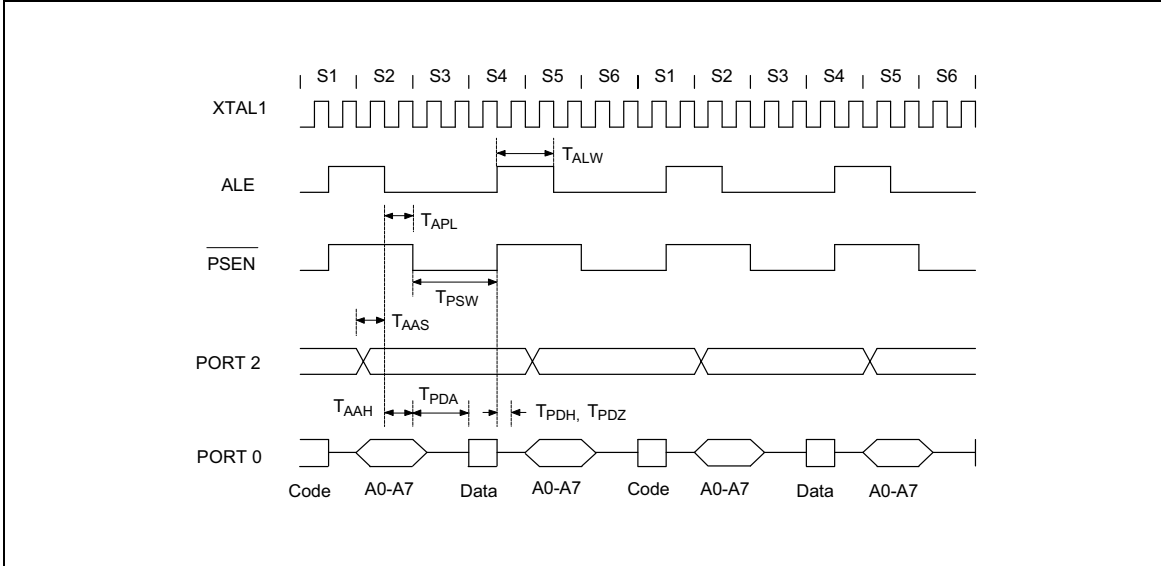 S1 S2 S3 S4 S5 S6 S1 S2 S3 S4 S5 S6
XTAL1
TALW
ALE
TAPL
PSEN
TPSW
TAAS
PORT 2
TAAH TPDA TPDH, TPDZ
PORT 0
Code A0-A7 Data A0-A7 Code A0-A7 Data A0-A7